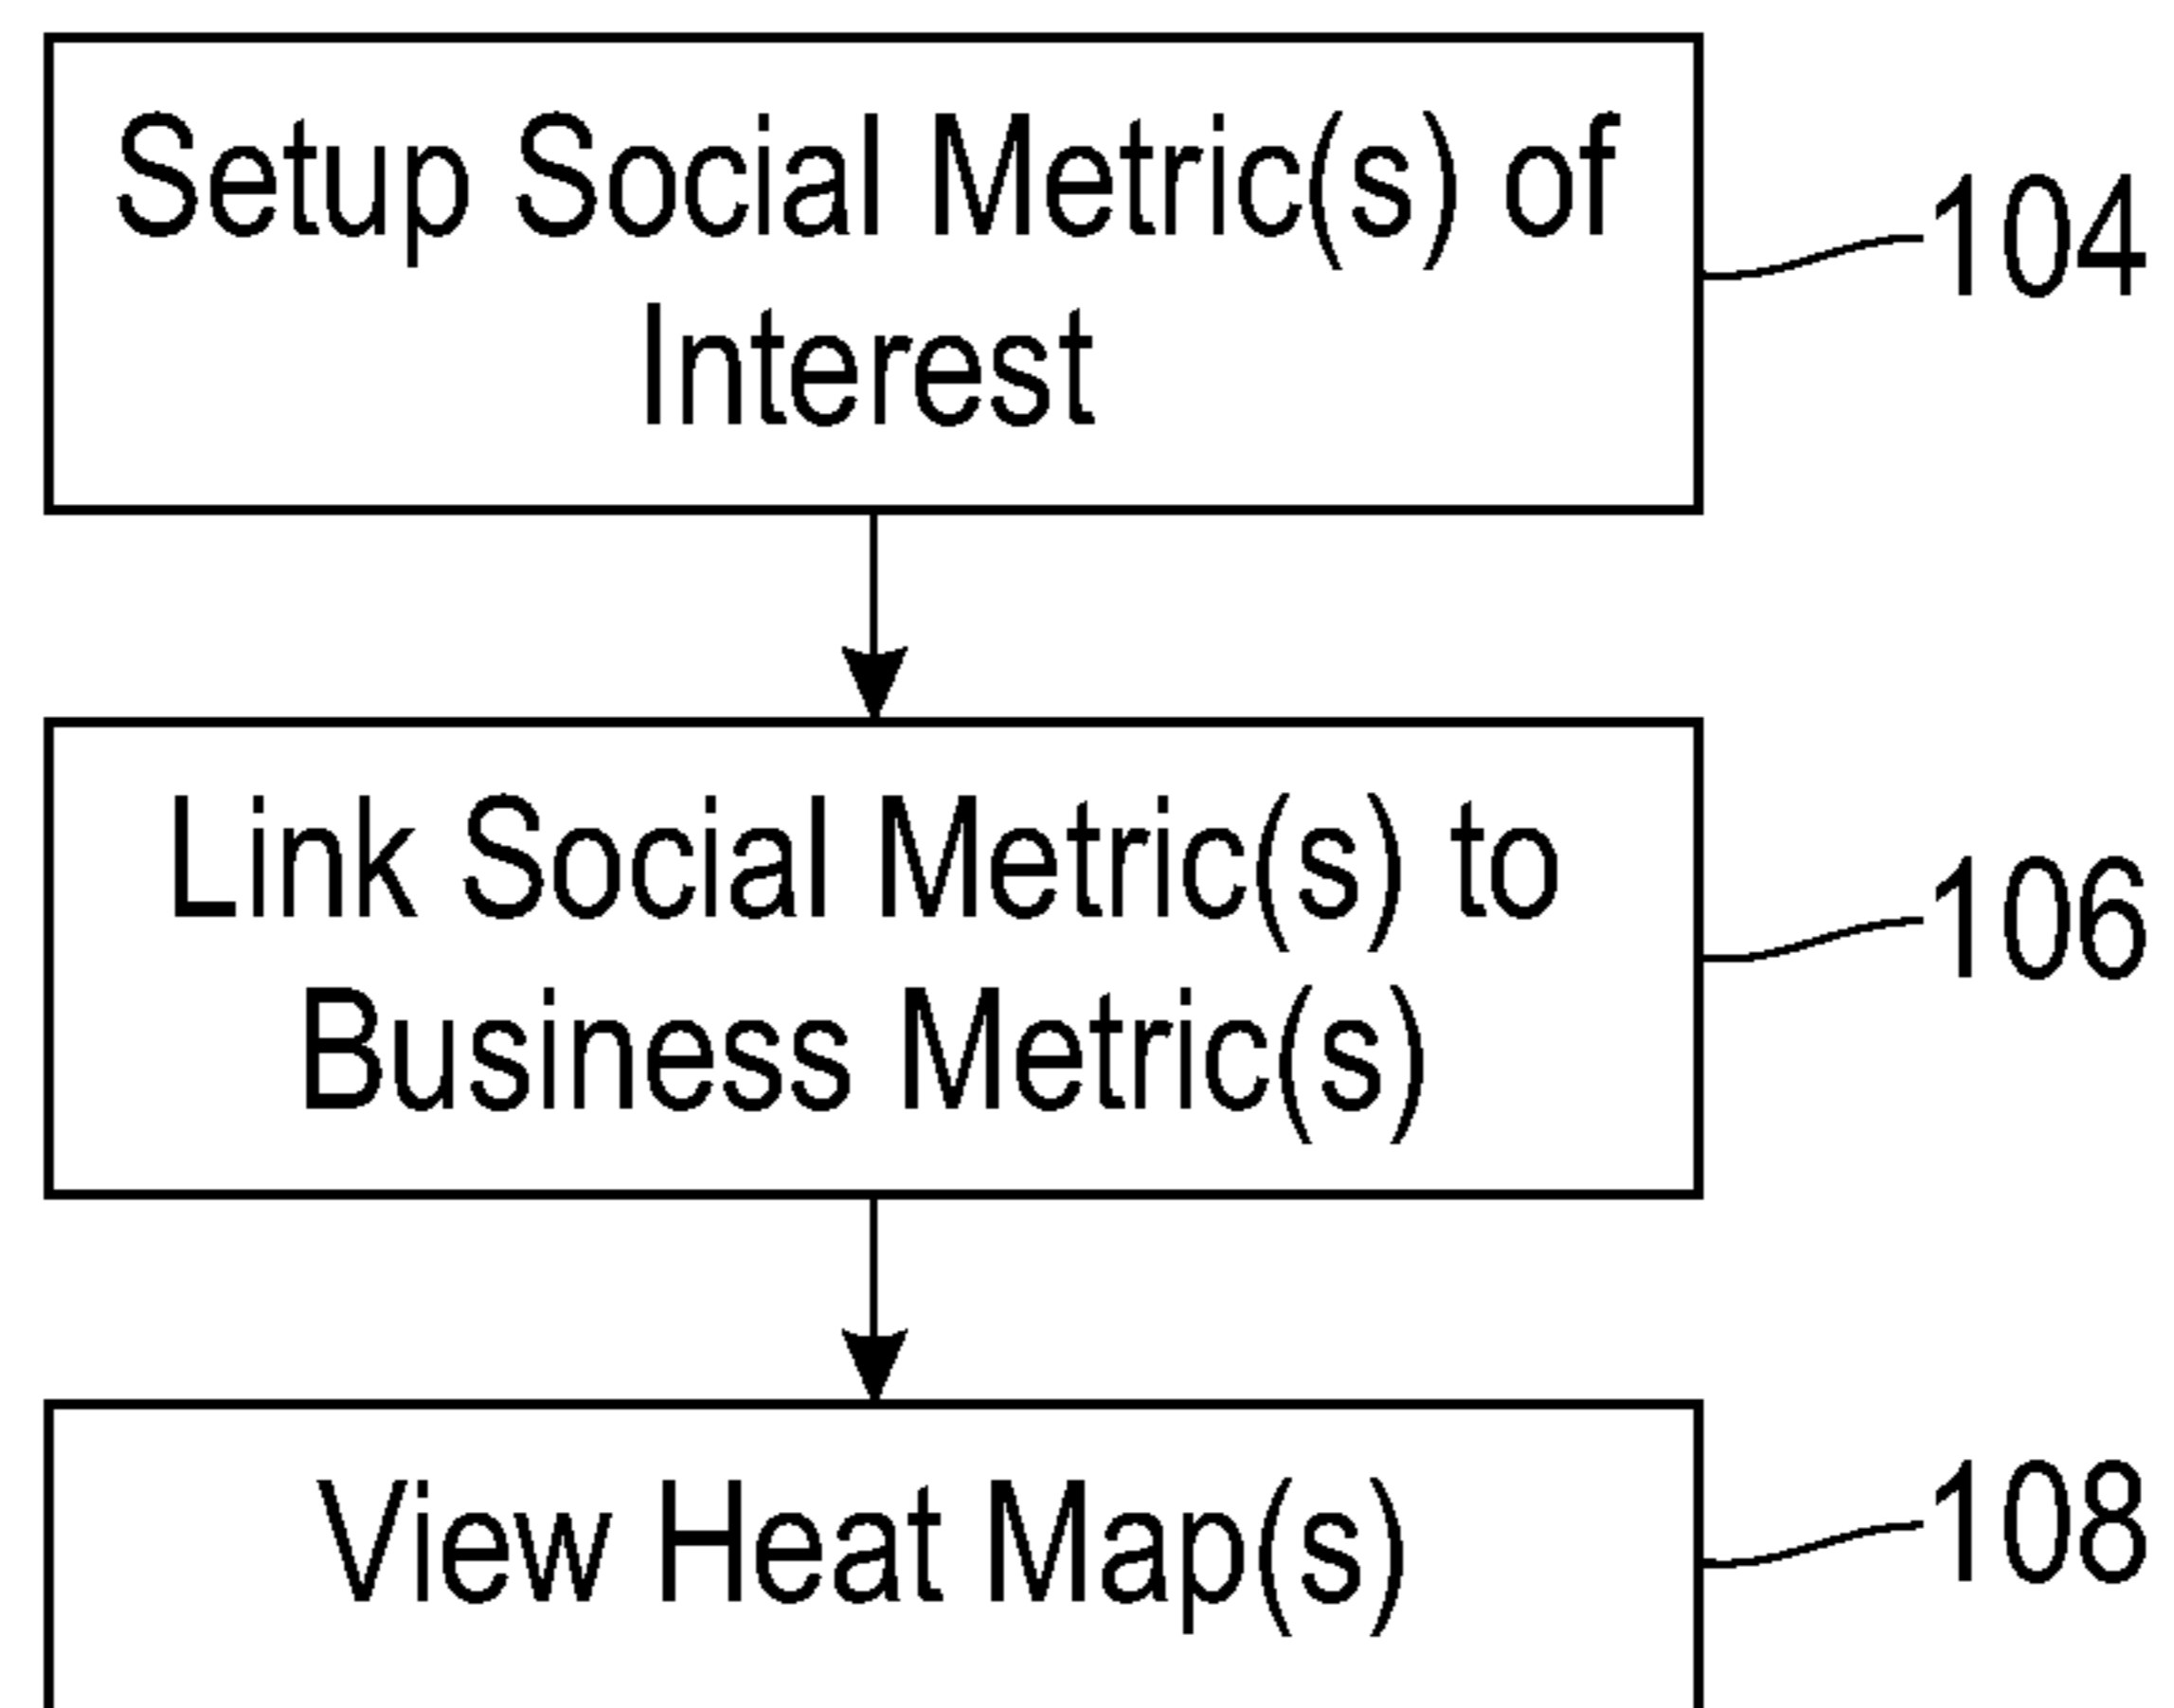 Setup Social Metric(s) of
Interest
104
Link Social Metric(s) to
Business Metric(s)
106
View Heat Map(s)
108